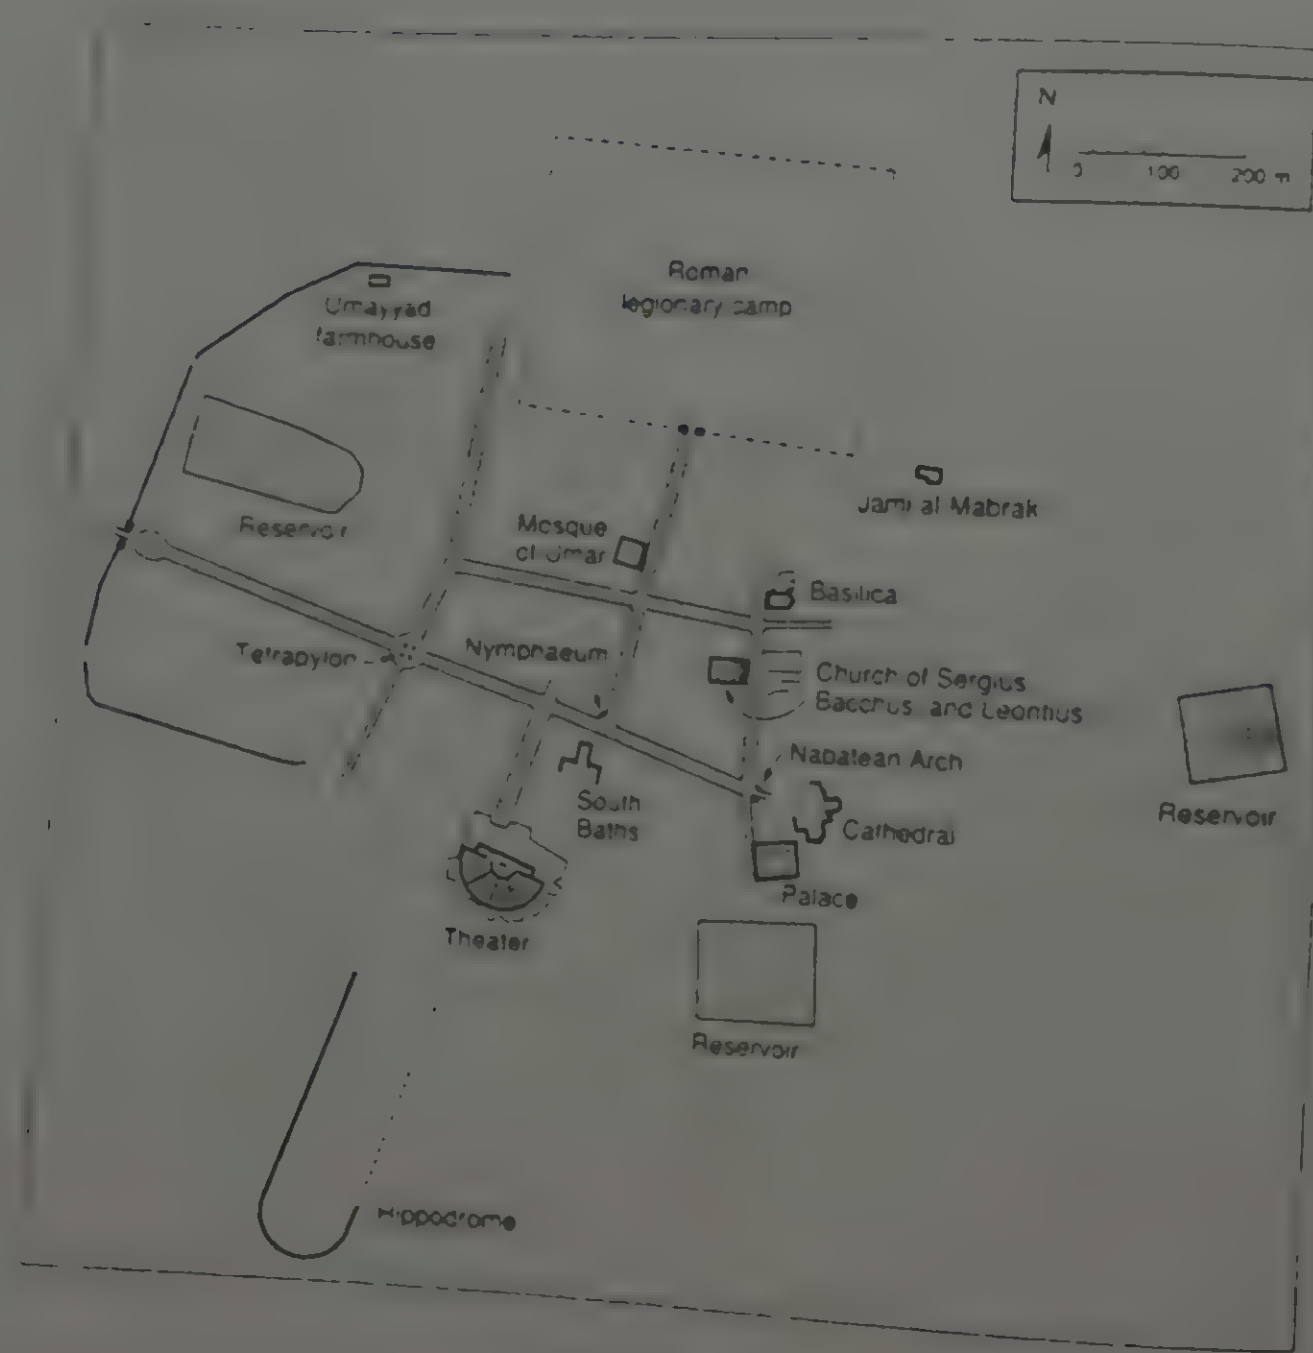 N
0 100 200 m
Roman
legionary camp
Umayyad
farmhouse
Jami al Mabrak
Reservoir
Mosque
of Umar
Basilica
Tetrapylon
Nymphaeum
Church of Sergius
Bacchus, and Leontius
Nabatean Arch
South
Baths
Cathedral
Reservoir
Palace
Theater
Reservoir
Hippodrome